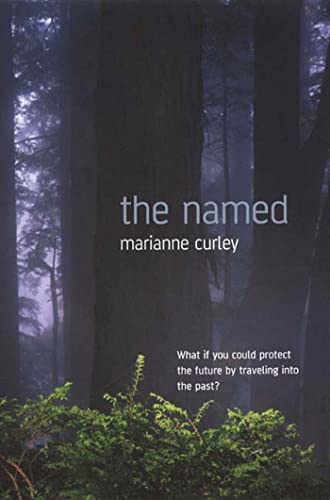 the named
marianne curley
What if you could protect
the future by traveling into
the past?